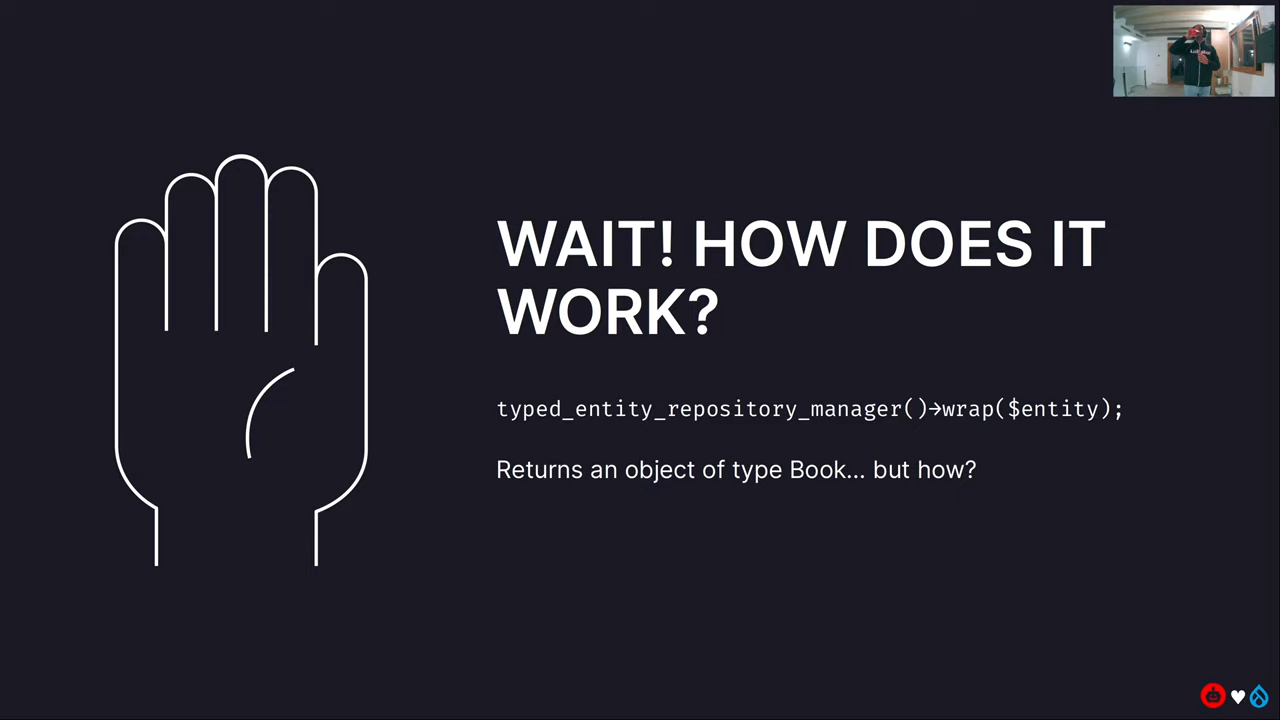 WAIT! HOW DOES IT
WORK?
typed_entity_repository_manager()→wrap($entity);
Returns an object of type Book... but how?